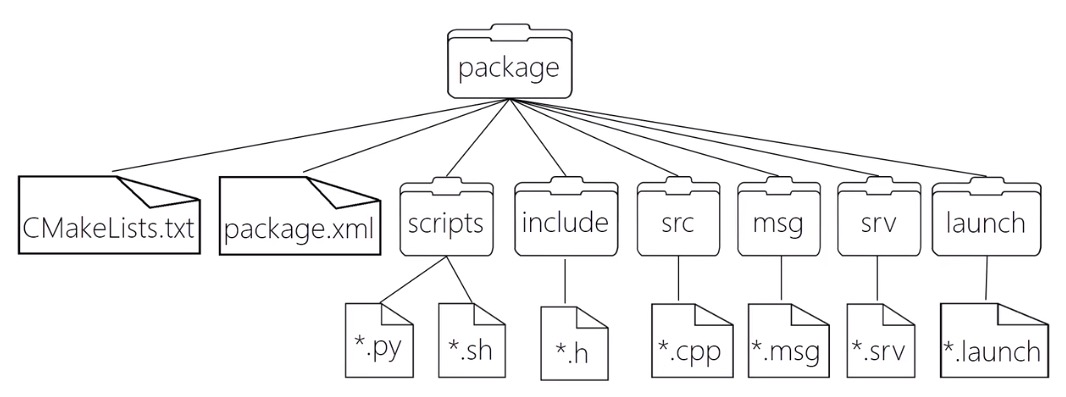 package
CMakeLists.txt
package.xml
scripts
include
src
msg
srv
launch
*.py
*.sh
*.h
*.cpp
*.msg
*.srv
*.launch